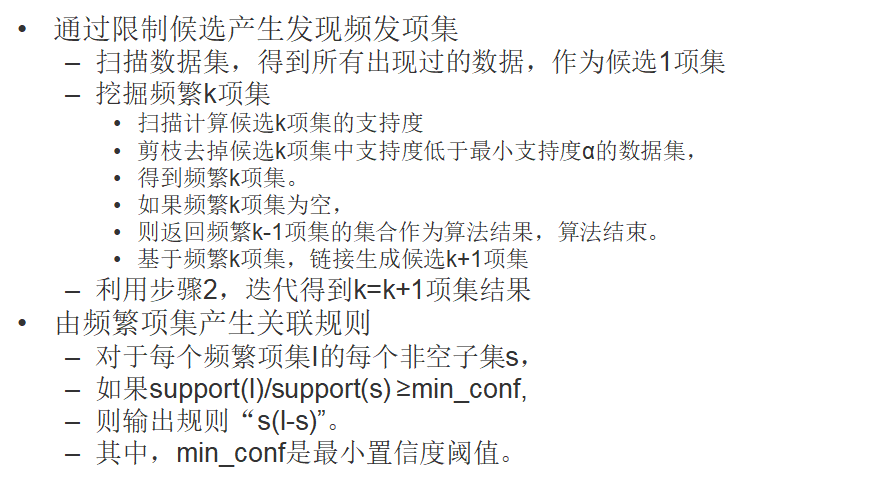 • 通过限制候选产生发现频发项集
– 扫描数据集，得到所有出现过的数据，作为候选1项集
– 挖掘频繁k项集
• 扫描计算候选k项集的支持度
• 剪枝去掉候选k项集中支持度低于最小支持度α的数据集，
• 得到频繁k项集。
• 如果频繁k项集为空，
• 则返回频繁k-1项集的集合作为算法结果，算法结束。
• 基于频繁k项集，链接生成候选k+1项集
– 利用步骤2，迭代得到k=k+1项集结果
• 由频繁项集产生关联规则
– 对于每个频繁项集l的每个非空子集s，
– 如果support(l)/support(s) ≥min_conf,
– 则输出规则“s(l-s)”。
– 其中，min_conf是最小置信度阈值。